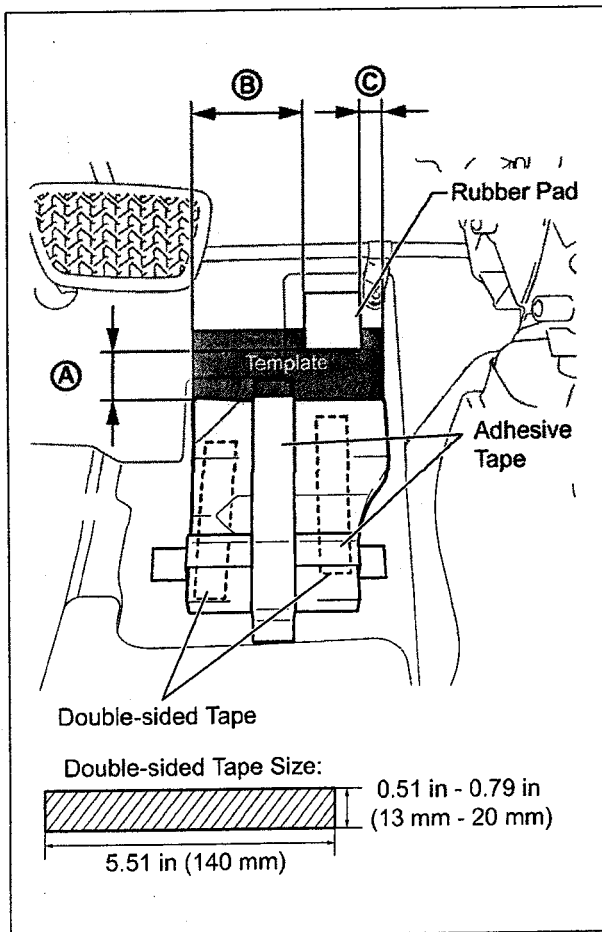 B
C
Rubber Pad
A
Template
Adhesive
Tape
Double-sided Tape
Double-sided Tape Size:
0.51 in - 0.79 in
(13 mm - 20 mm)
5.51 in (140 mm)